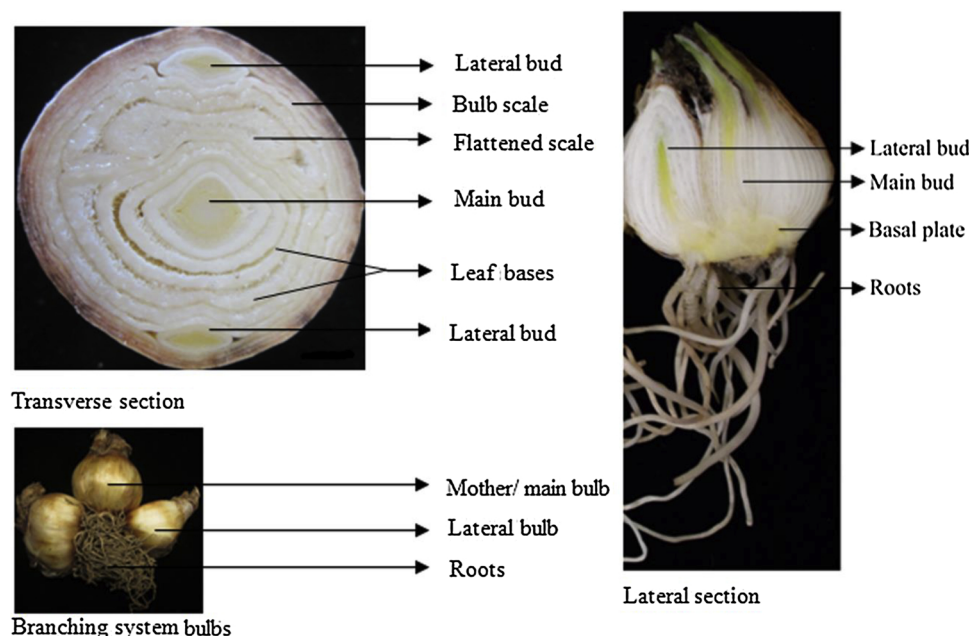 Lateral bud
Bulb scale
Flattened scale
Main bud
Leaf bases
Lateral bud
Transverse section
Mother/ main bulb
Lateral bulb
Roots
Branching system bulbs
Lateral bud
Main bud
Basal plate
Roots
Lateral section